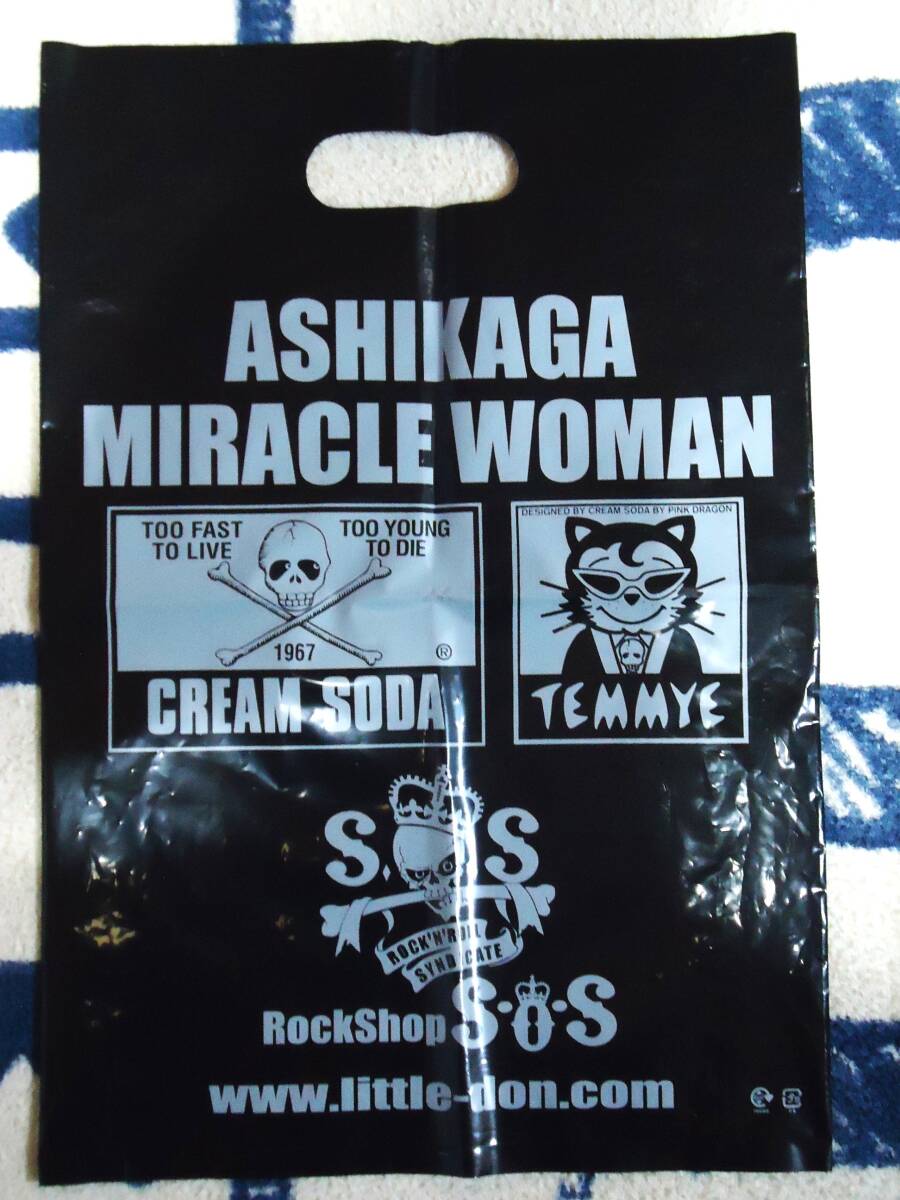 ASHIKAGA
MIRACLE WOMAN
TOO FAST
TO LIVE
TOO YOUNG
TO DIE
1967
®
CREAM SODA
DESIGNED BY CREAM SODA BY PINK DRAGON
TEMMYE
S.O.S
ROCK'N'ROLL
SYNDICATE
RockShop S·O·S
www.little-don.com